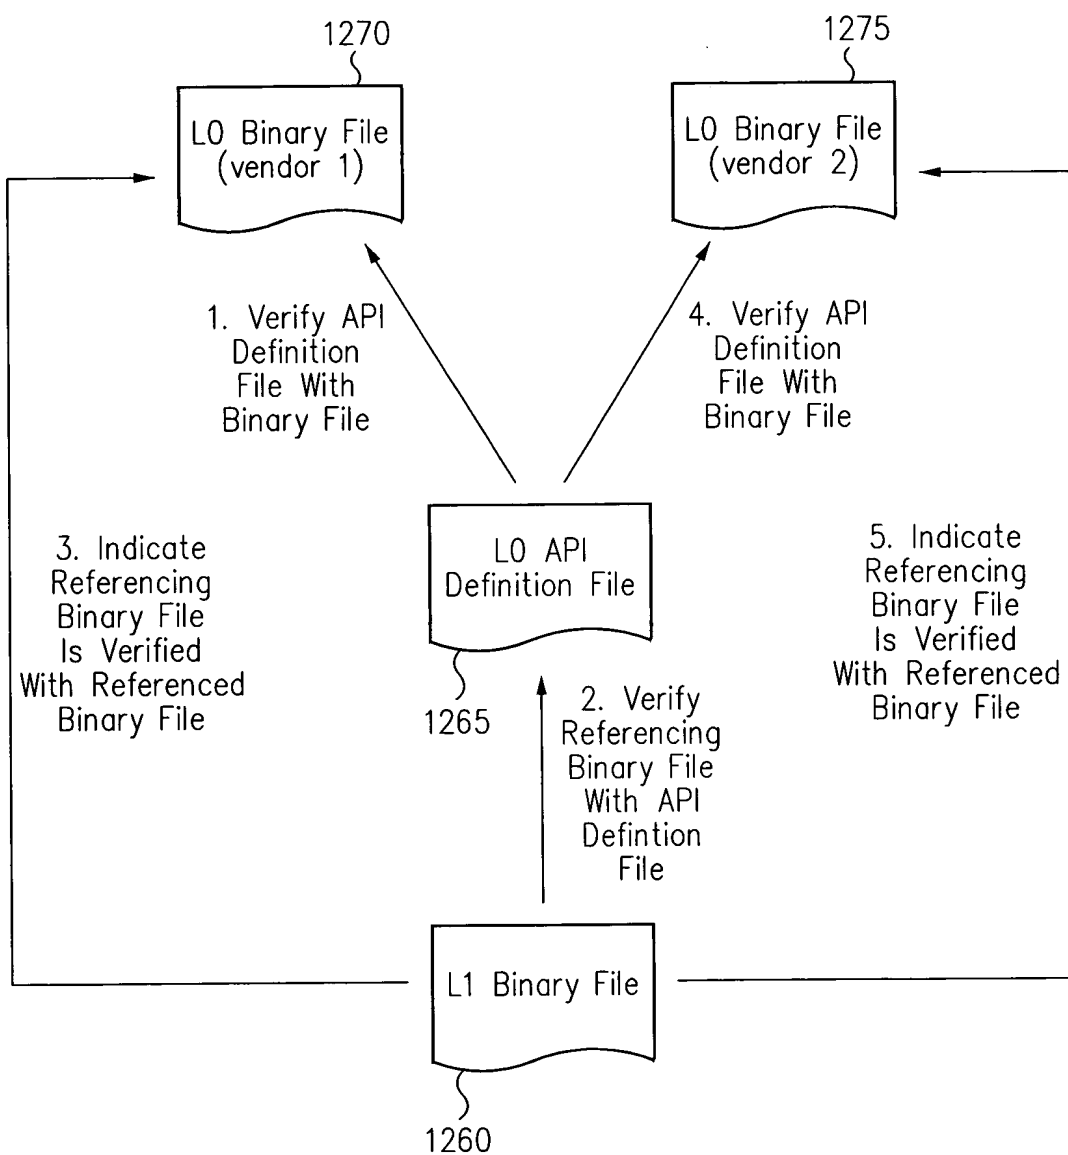 1270
1275
L0 Binary File
(vendor 1)
L0 Binary File
(vendor 2)
1. Verify API
Definition
File With
Binary File
4. Verify API
Definition
File With
Binary File
L0 API
Definition File
1265
3. Indicate
Referencing
Binary File
Is Verified
With Referenced
Binary File
5. Indicate
Referencing
Binary File
Is Verified
With Referenced
Binary File
2. Verify
Referencing
Binary File
With API
Defintion
File
L1 Binary File
1260